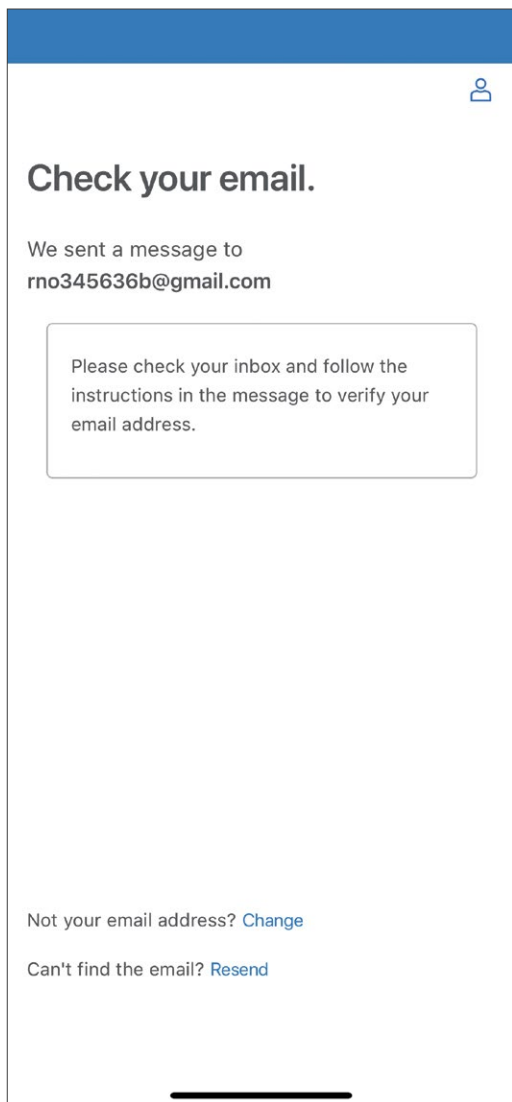 Check your email.
We sent a message to
rno345636b@gmail.com
Please check your inbox and follow the
instructions in the message to verify your
email address.
Not your email address? Change
Can't find the email? Resend